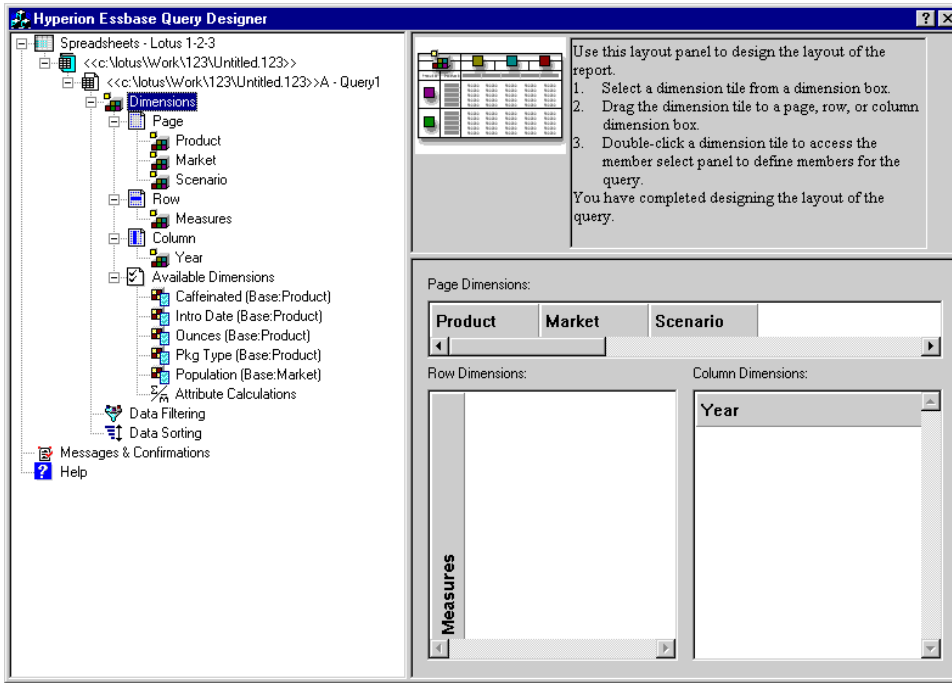 Hyperion Essbase Query Designer
Spreadsheets - Lotus 1-2-3
<<c:\lotus\Work\123\Untitled.123>>
<<c:\lotus\Work\123\Untitled.123>>A - Query1
Dimensions
Page
Product
Market
Scenario
Row
Measures
Column
Year
Available Dimensions
Caffeinated (Base:Product)
Intro Date (Base:Product)
Ounces (Base:Product)
Pkg Type (Base:Product)
Population (Base:Market)
Attribute Calculations
Data Filtering
Data Sorting
Messages & Confirmations
Help
Use this layout panel to design the layout of the
report.
1. Select a dimension tile from a dimension box.
2. Drag the dimension tile to a page, row, or column
dimension box.
3. Double-click a dimension tile to access the
member select panel to define members for the
query.
You have completed designing the layout of the
query.
Page Dimensions:
Product Market Scenario
Row Dimensions:
Measures
Column Dimensions:
Year